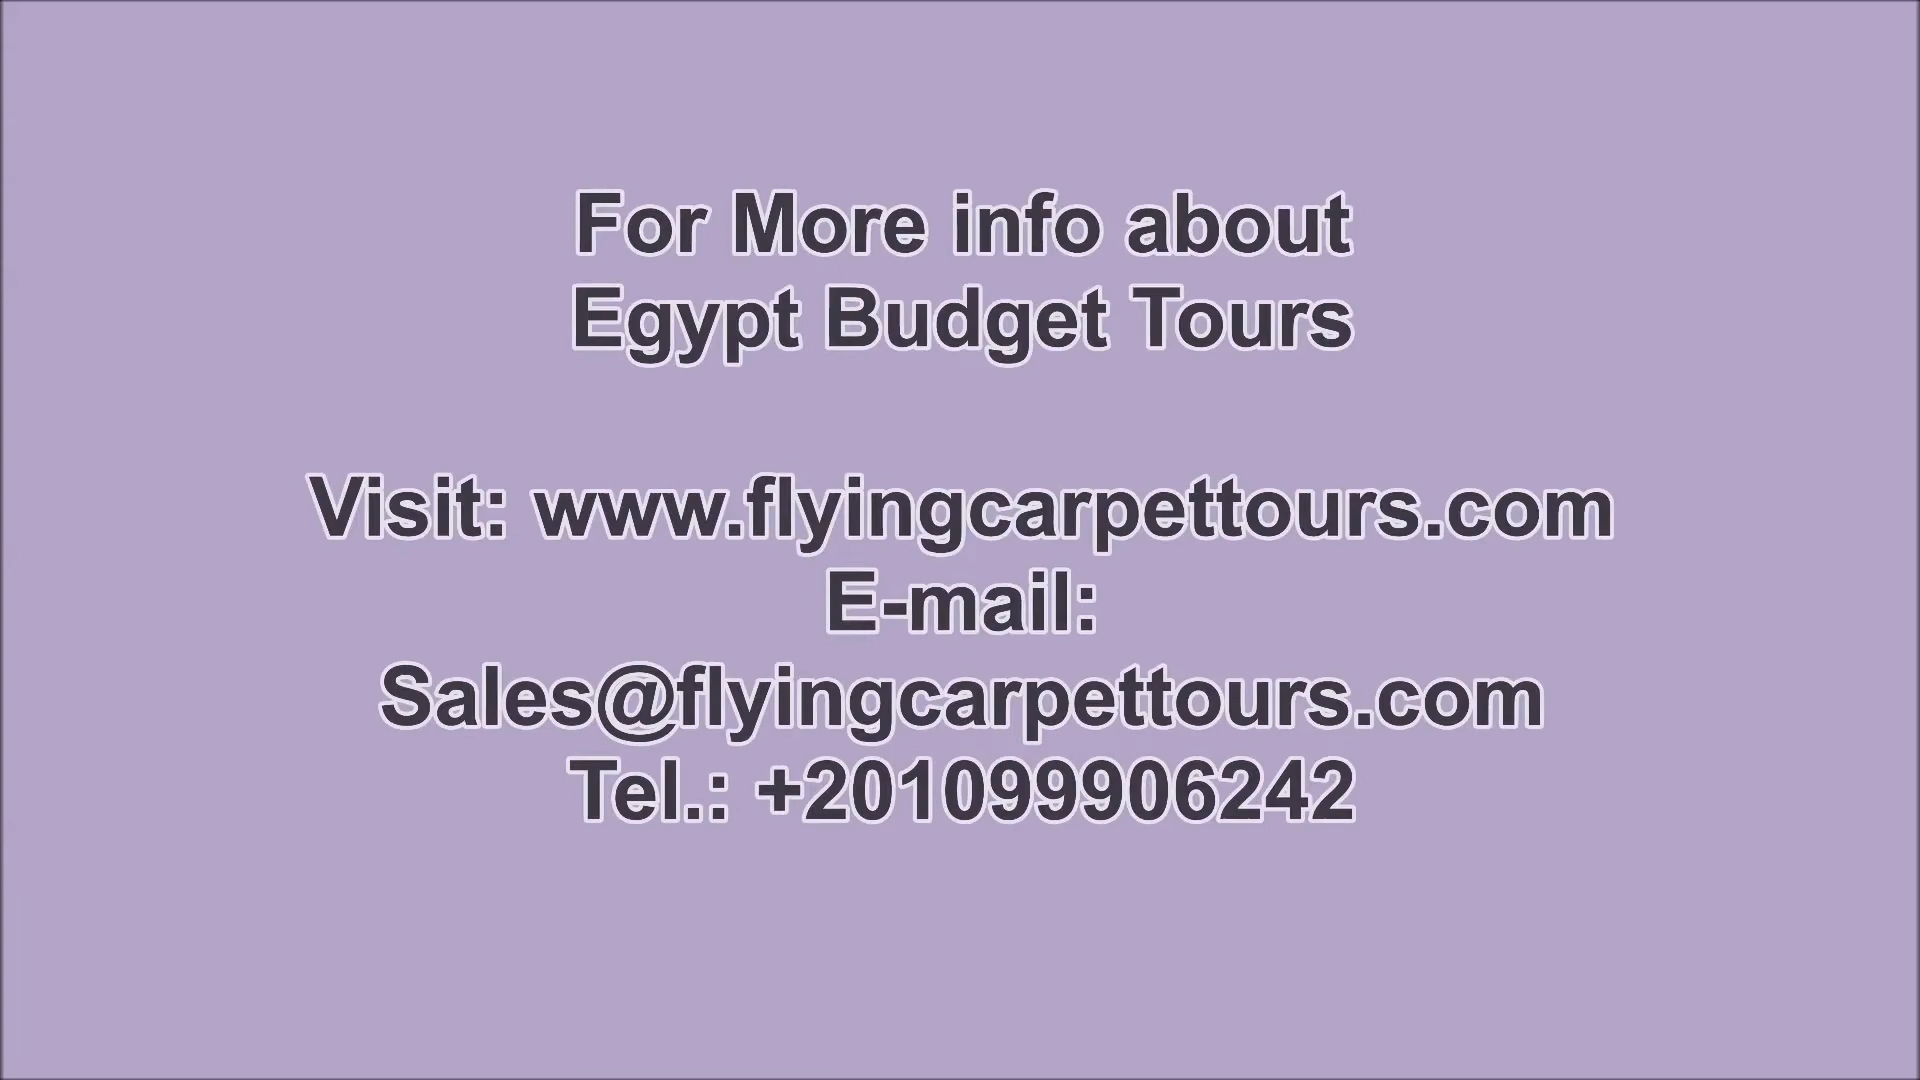 For More info about
Egypt Budget Tours
Visit: www.flyingcarpettours.com
E-mail:
Sales@flyingcarpettours.com
Tel.: +201099906242